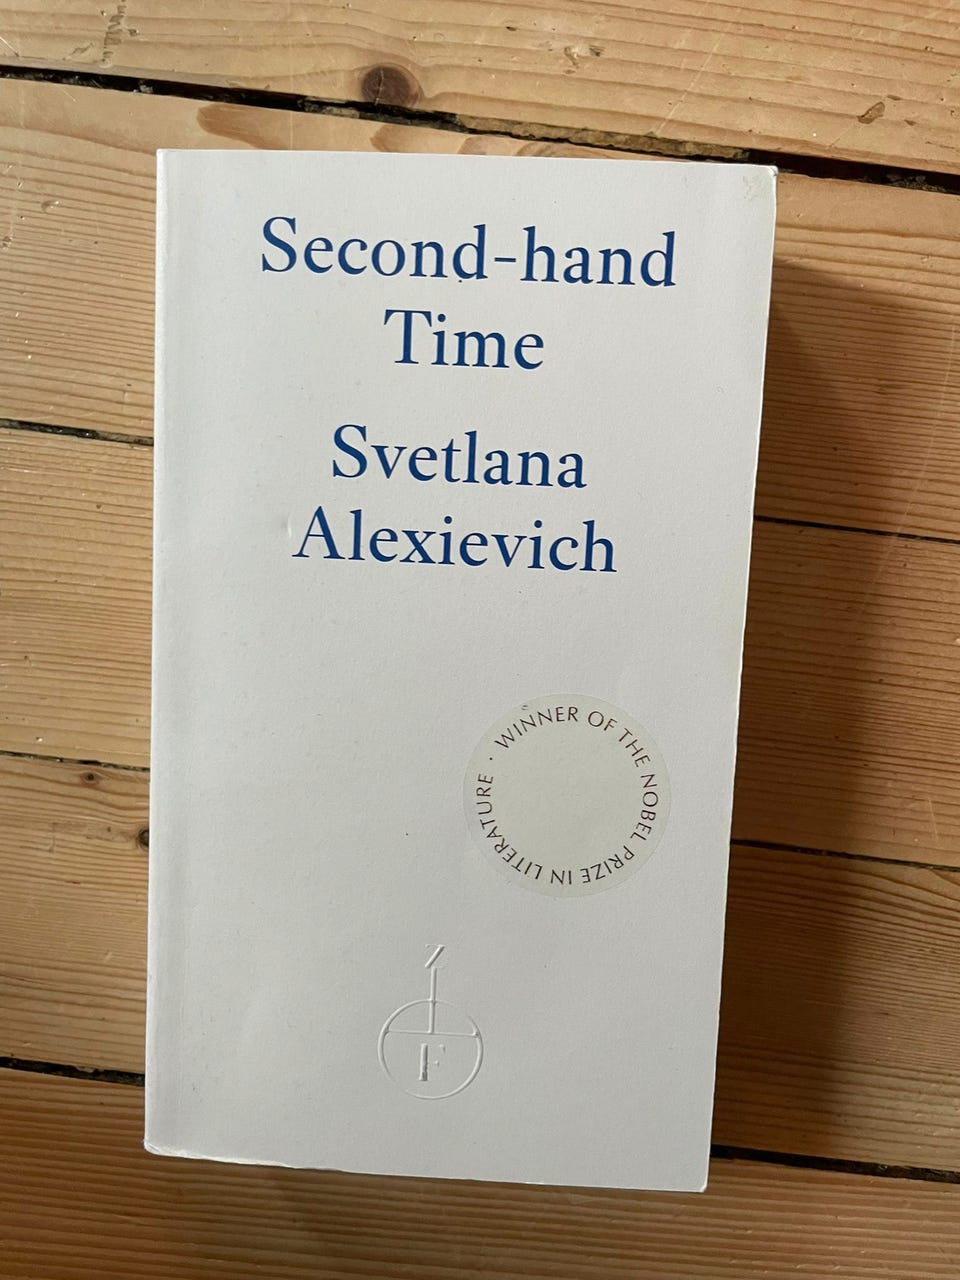 Second-hand
Time
Svetlana
Alexievich
WINNER OF THE NOBEL PRIZE IN LITERATURE ·
F